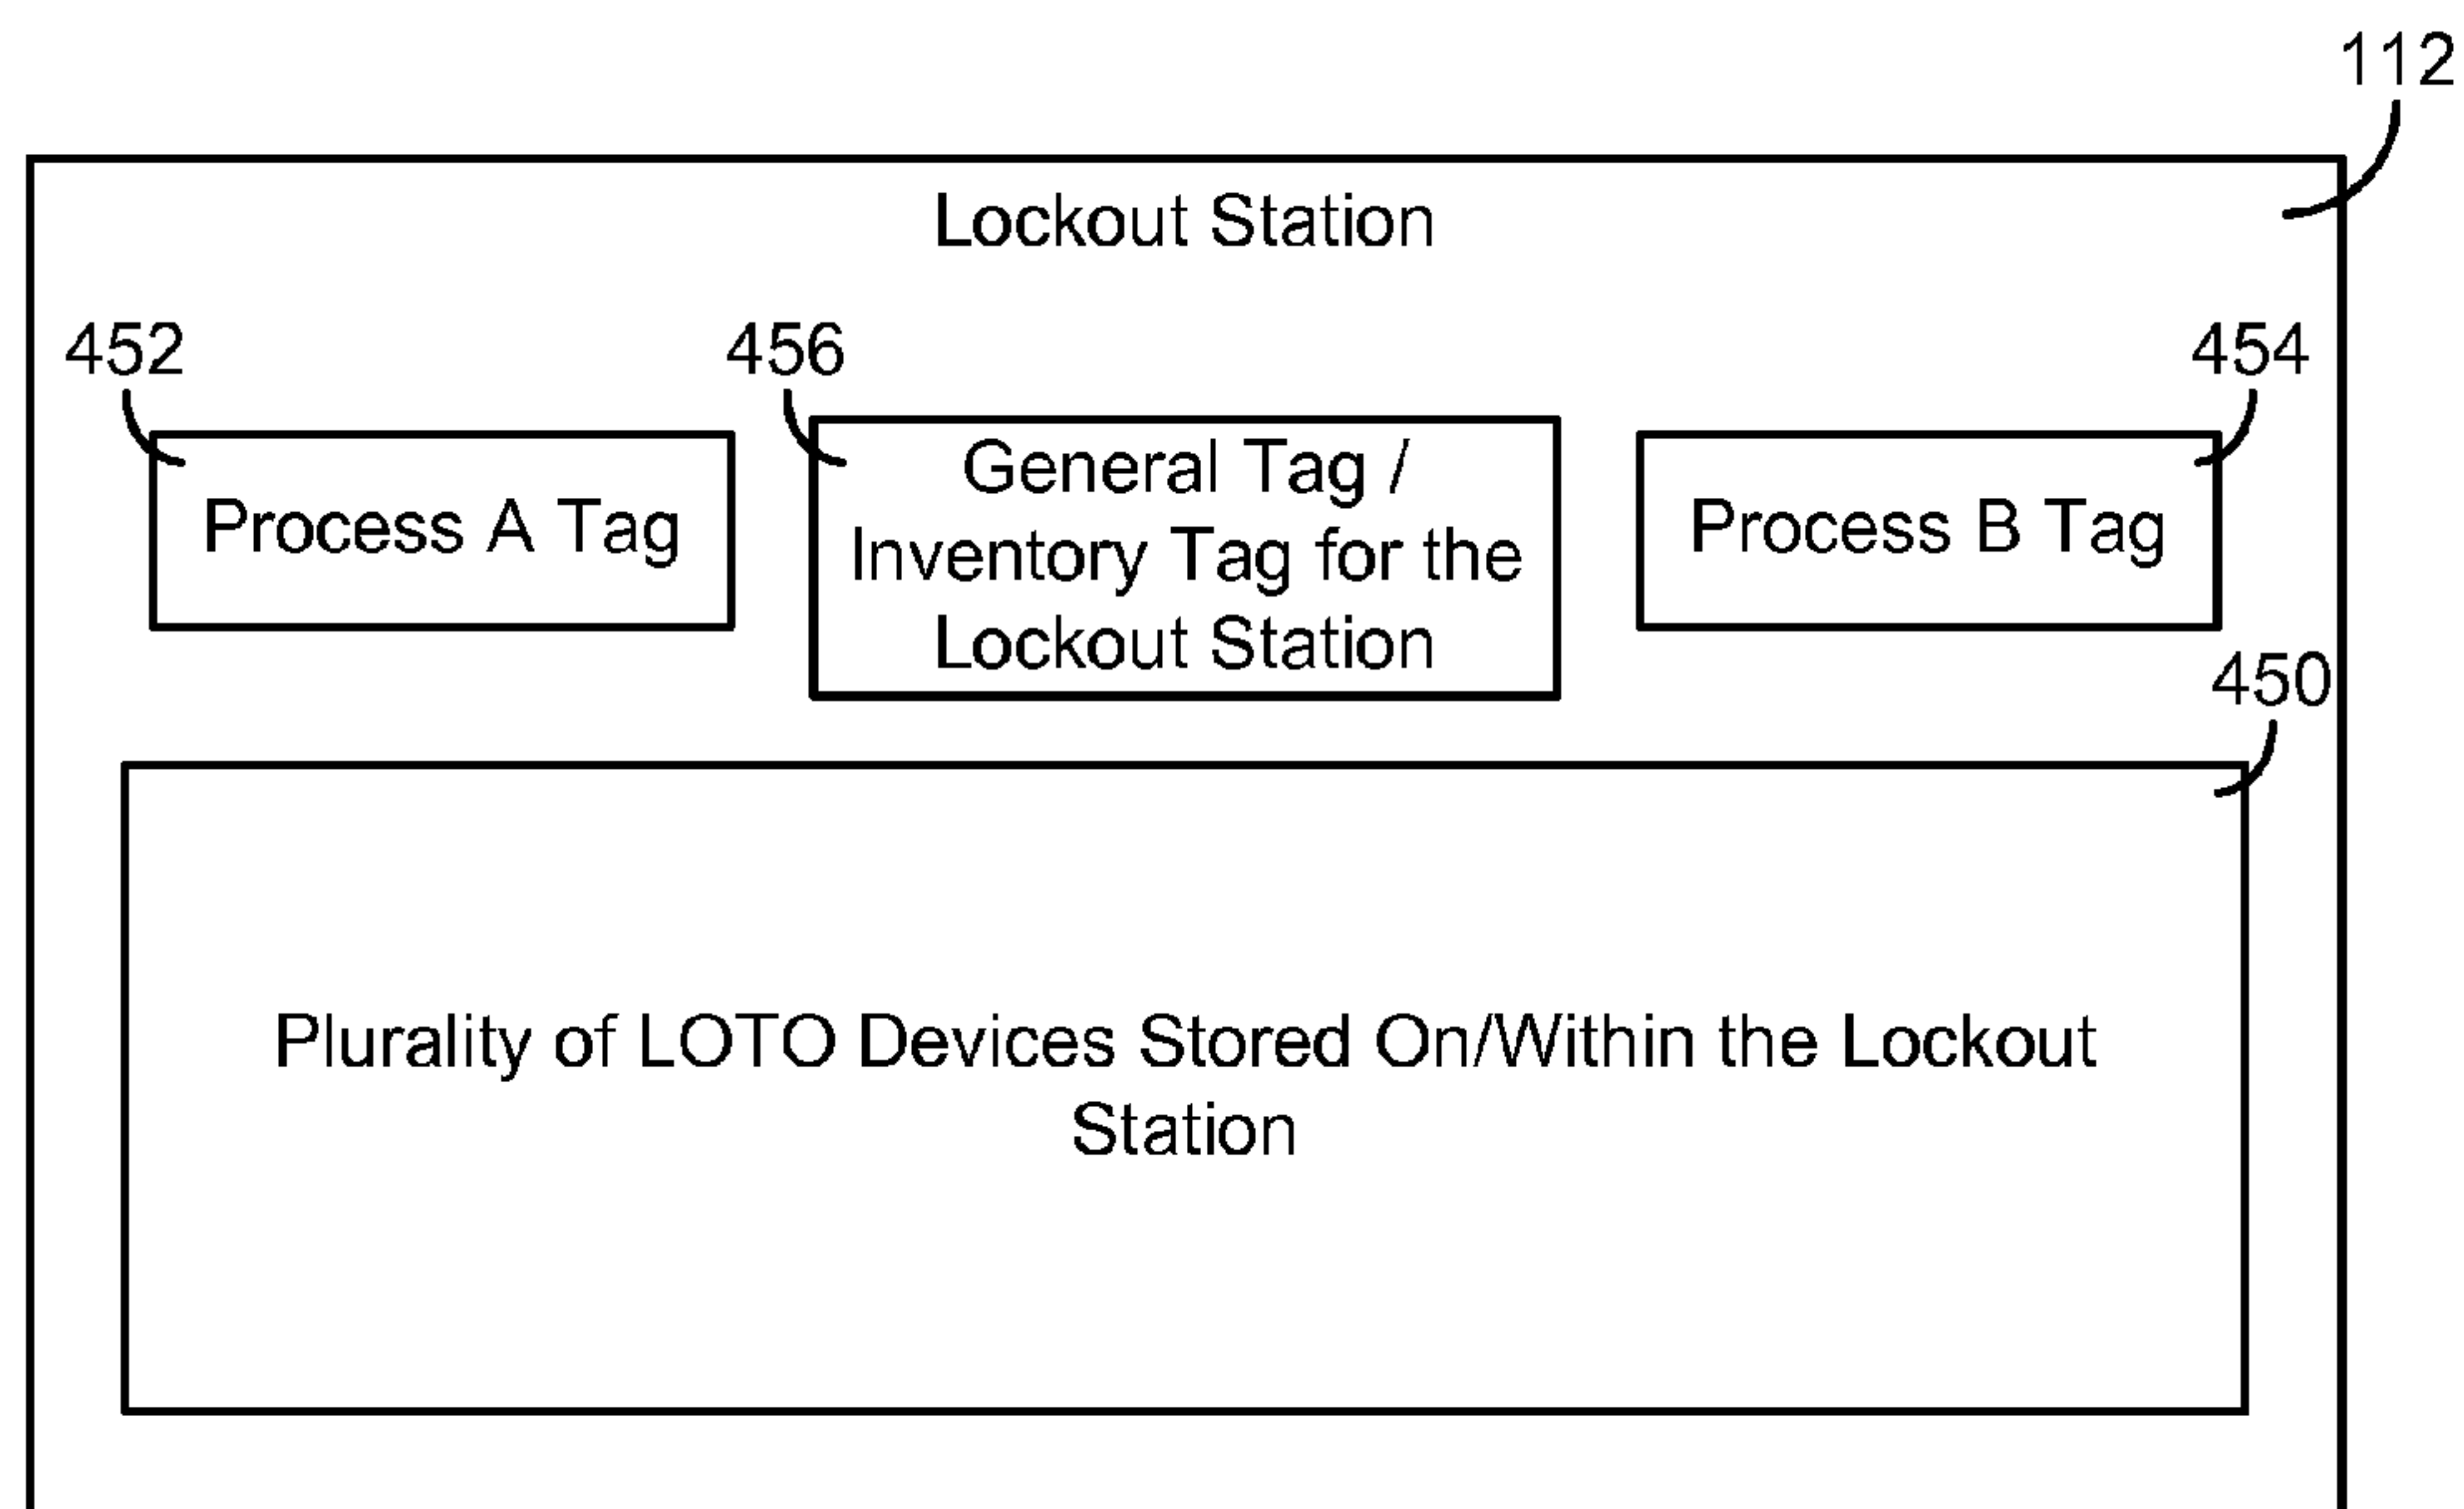 112
Lockout Station
452
456
454
Process A Tag
General Tag /
Inventory Tag for the
Lockout Station
Process B Tag
450
Plurality of LOTO Devices Stored On/Within the Lockout
Station